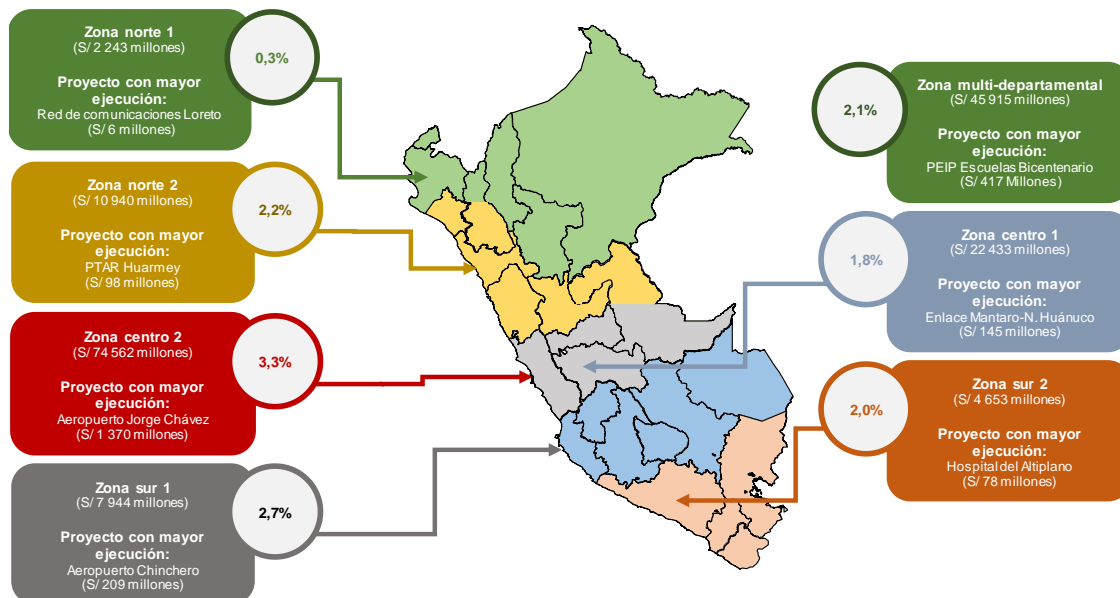 Zona norte 1
(S/ 2 243 millones)
Proyecto con mayor
ejecución:
Red de comunicaciones Loreto
(S/ 6 millones)
0,3%
Zona norte 2
(S/ 10 940 millones)
Proyecto con mayor
ejecución:
PTAR Huarmey
(S/ 98 millones)
2,2%
Zona centro 2
(S/ 74 562 millones)
Proyecto con mayor
ejecución:
Aeropuerto Jorge Chávez
(S/ 1 370 millones)
3,3%
Zona sur 1
(S/ 7 944 millones)
Proyecto con mayor
ejecución:
Aeropuerto Chinchero
(S/ 209 millones)
2,7%
Zona multi-departamental
(S/ 45 915 millones)
Proyecto con mayor
ejecución:
PEIP Escuelas Bicentenario
(S/ 417 Millones)
2,1%
Zona centro 1
(S/ 22 433 millones)
Proyecto con mayor
ejecución:
Enlace Mantaro-N. Huánuco
(S/ 145 millones)
1,8%
Zona sur 2
(S/ 4 653 millones)
Proyecto con mayor
ejecución:
Hospital del Altiplano
(S/ 78 millones)
2,0%